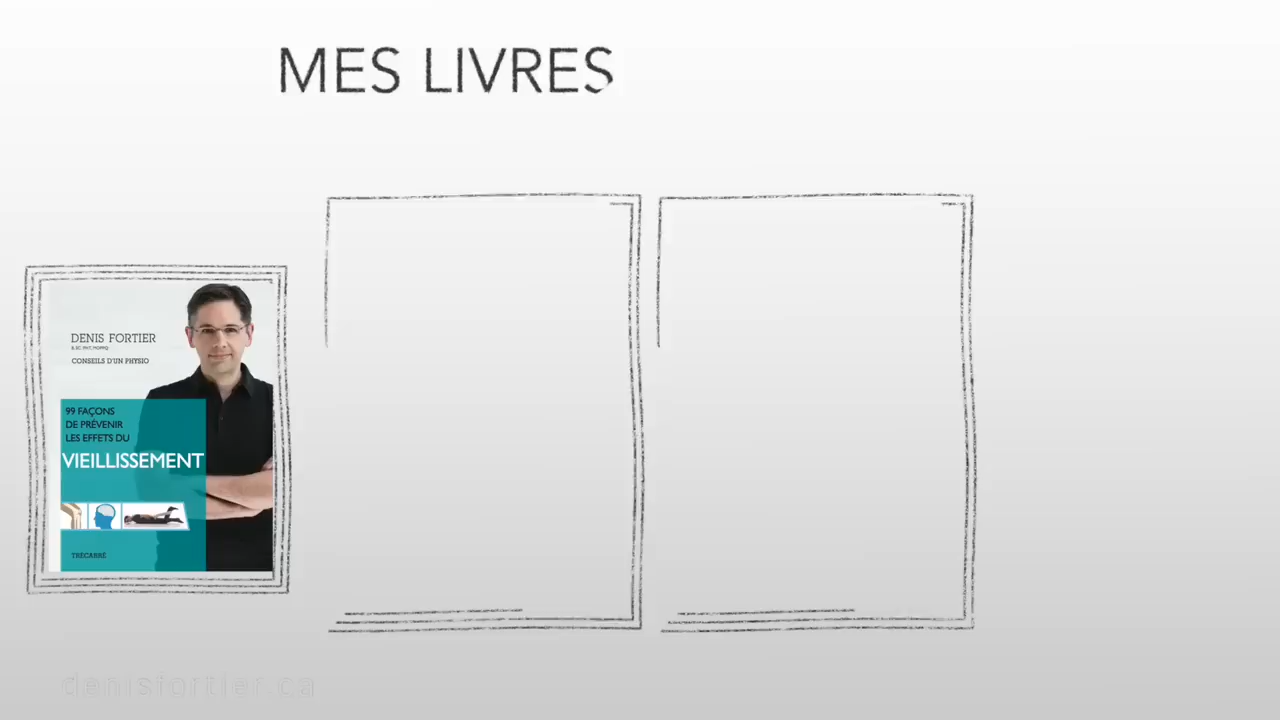 MES LIVRES
DENIS FORTIER
CONSEILS D'UN PHYSIO
99 FAÇONS
DE PRÉVENIR
LES EFFETS DU
VIEILLISSEMENT
TRÉCARRÉ
denisfortier.ca